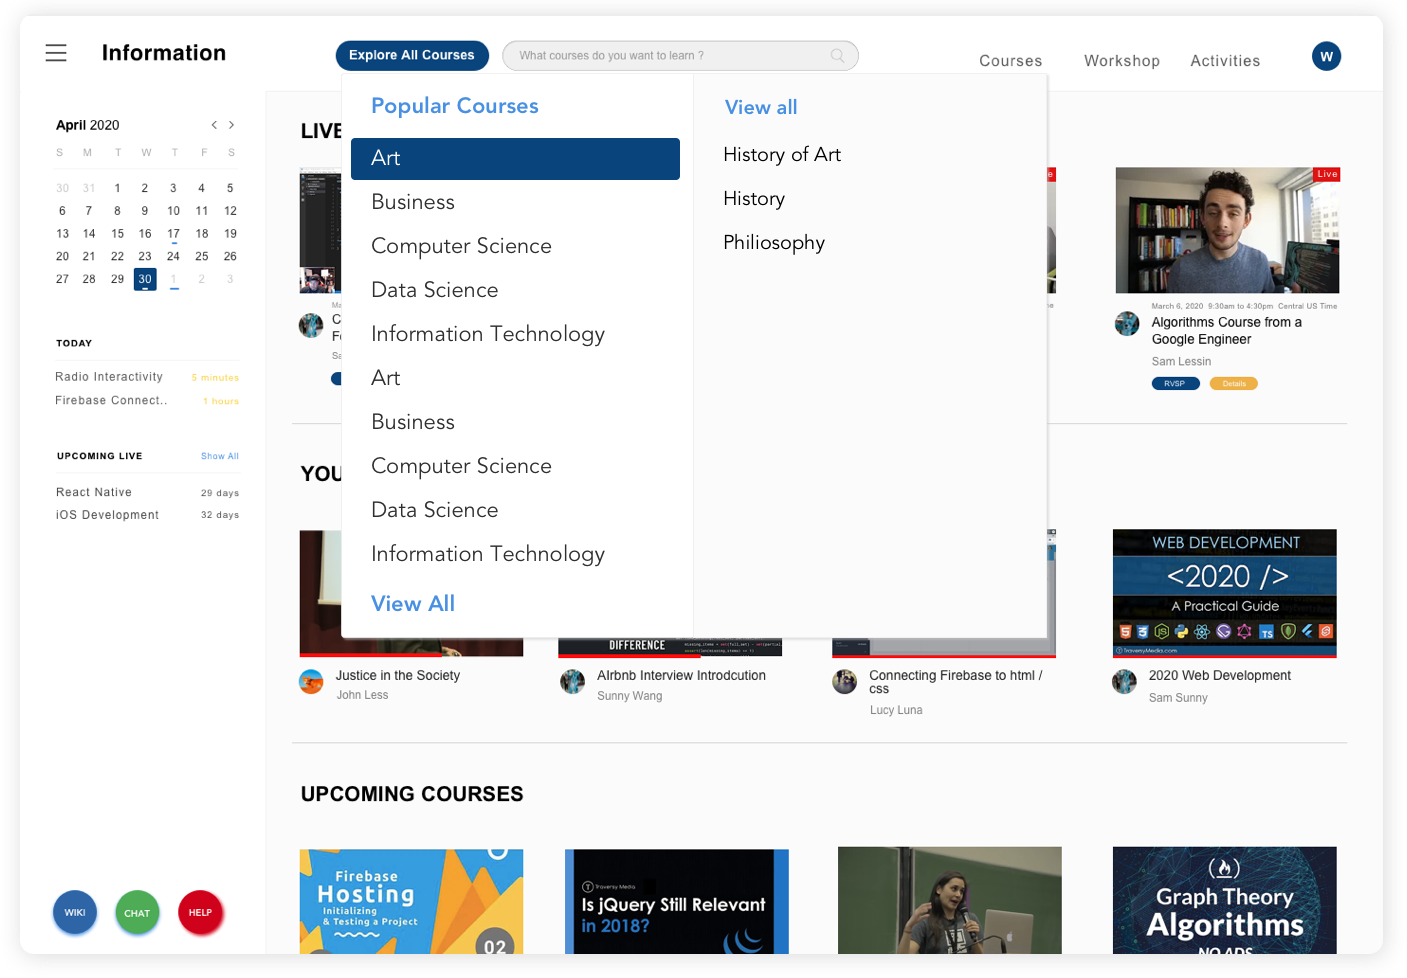 Information
Explore All Courses
What courses do you want to learn ?
Courses
Workshop
Activities
W
April 2020
S M T W T F S
30 31 1 2 3 4 5
6 7 8 9 10 11 12
13 14 15 16 17 18 19
20 21 22 23 24 25 26
27 28 29 30 1 2 3
TODAY
Radio Interactivity 5 minutes
Firebase Connect.. 1 hours
UPCOMING LIVE Show All
React Native 29 days
iOS Development 32 days
WIKI
CHAT
HELP
Popular Courses
Art
Business
Computer Science
Data Science
Information Technology
Art
Business
Computer Science
Data Science
Information Technology
View All
View all
History of Art
History
Philiosophy
LIVE
Live
March 6, 2020 9:30am to 4:30pm Central US Time
Algorithms Course from a
Google Engineer
Sam Lessin
RVSP
Details
YOU
Justice in the Society
John Less
DIFFERENCE
AIrbnb Interview Introdcution
Sunny Wang
Connecting Firebase to html /
css
Lucy Luna
WEB DEVELOPMENT
<2020 />
A Practical Guide
TS
TraversyMedia.com
2020 Web Development
Sam Sunny
UPCOMING COURSES
Firebase
Hosting
Initializing
& Testing a Project
02
Traversy Media
Is jQuery Still Relevant
in 2018?
Graph Theory
Algorithms
NO ADS